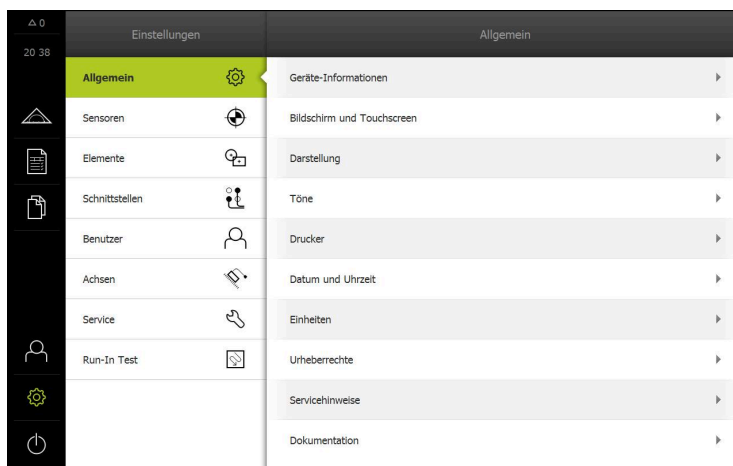 0
20 38
Einstellungen
Allgemein
Sensoren
Elemente
Schnittstellen
Benutzer
Achsen
Service
Run-In Test
Allgemein
Geräte-Informationen
Bildschirm und Touchscreen
Darstellung
Töne
Drucker
Datum und Uhrzeit
Einheiten
Urheberrechte
Servicehinweise
Dokumentation